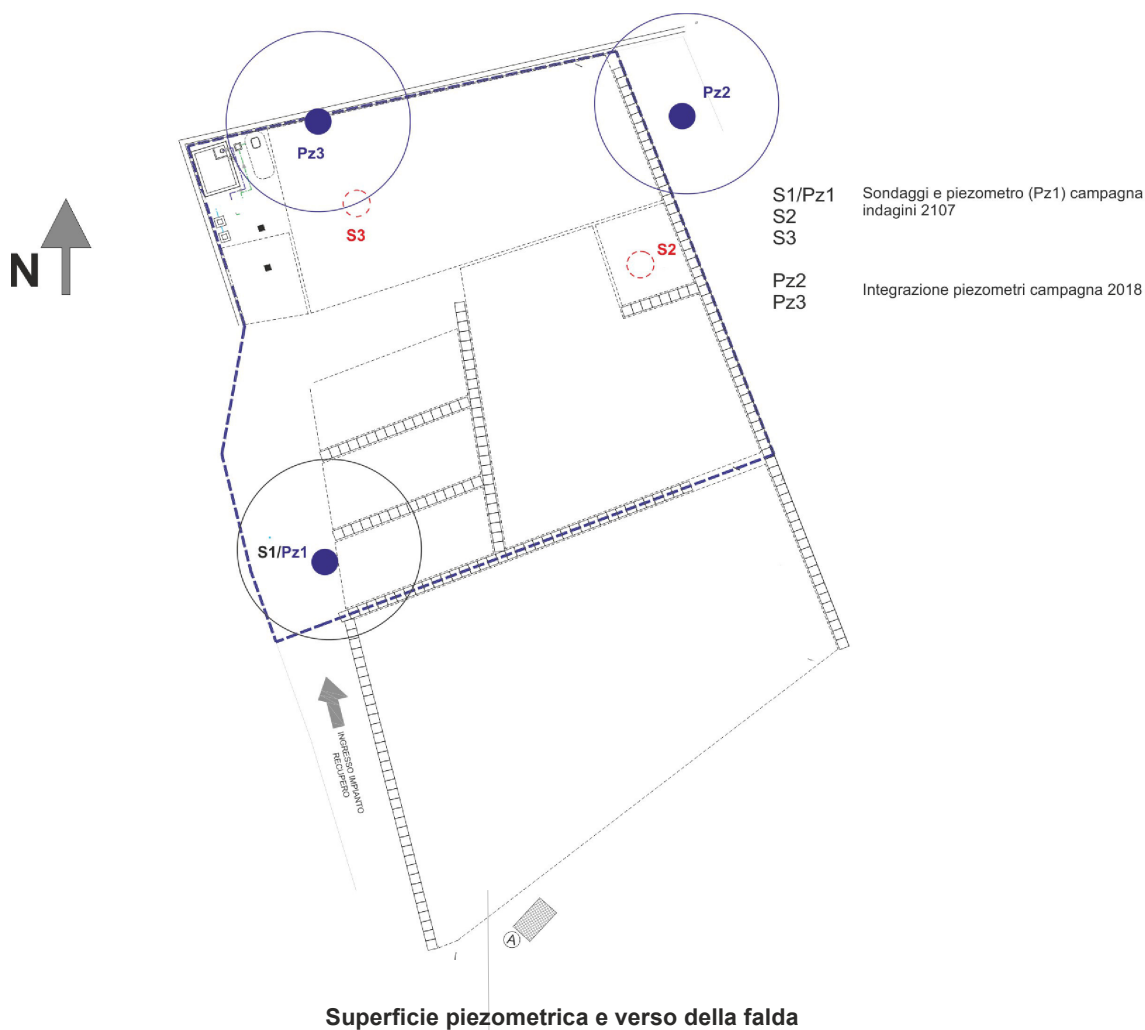 Pz2
Pz3
S1/Pz1
S2
S3
Sondaggi e piezometro (Pz1) campagna
indagini 2107
S3
S2
N
Pz2
Pz3
Integrazione piezometri campagna 2018
S1/Pz1
INGRESSO IMPIANTO
RECUPERO
A
Superficie piezometrica e verso della falda